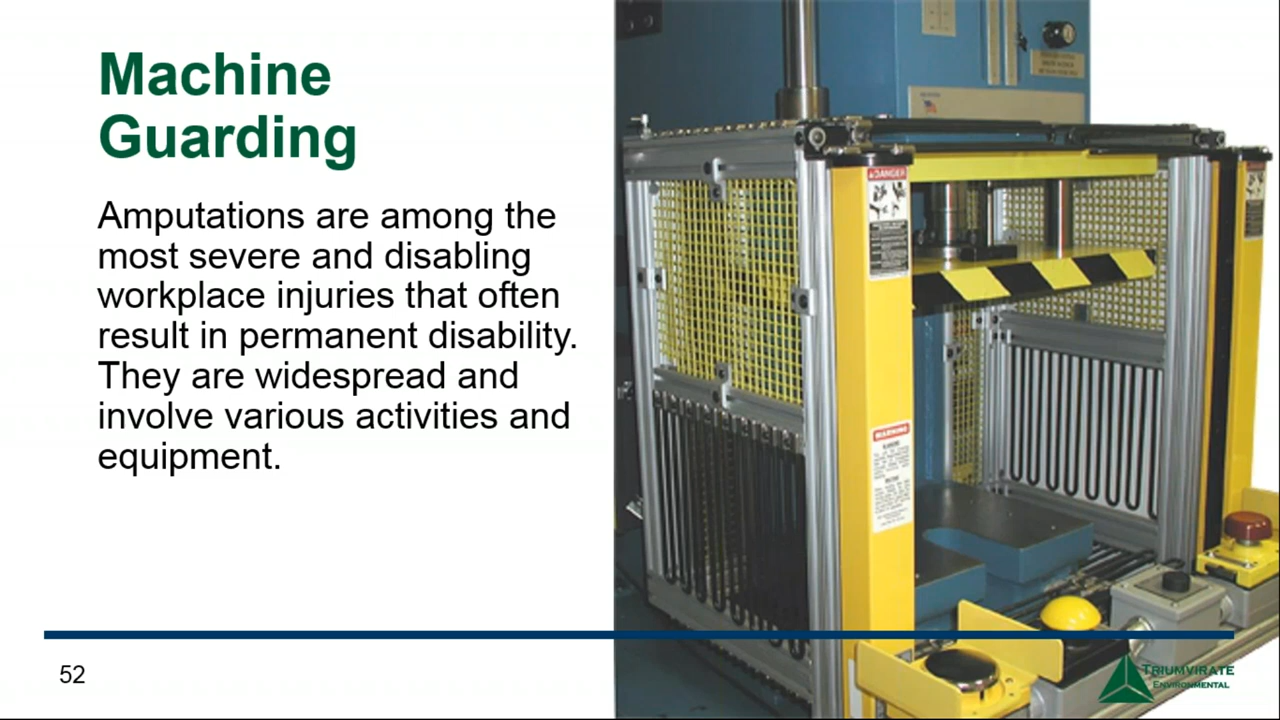 Machine
Guarding
Amputations are among the
most severe and disabling
workplace injuries that often
result in permanent disability.
They are widespread and
involve various activities and
equipment.
DANGER
WARNING
52
TRIUMVIRATE
ENVIRONMENTAL